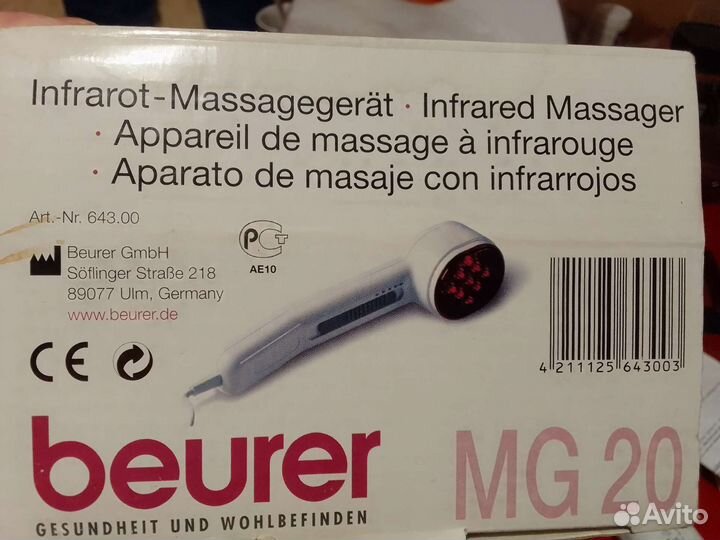 Infrarot-Massagegerät · Infrared Massager
· Appareil de massage à infrarouge
· Aparato de masaje con infrarrojos
Art.-Nr. 643.00
Beurer GmbH
Söflinger Straße 218
89077 Ulm, Germany
www.beurer.de
PCT
AE10
CE
4 211125 643003
beurer
GESUNDHEIT UND WOHLBEFINDEN
MG 20
Avito